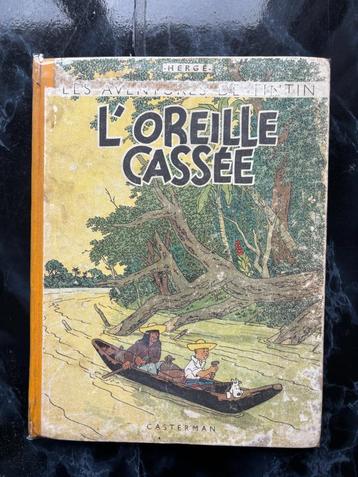 HERGÉ
LES AVENTURES DE TINTIN
L'OREILLE
CASSÉE
CASTERMAN